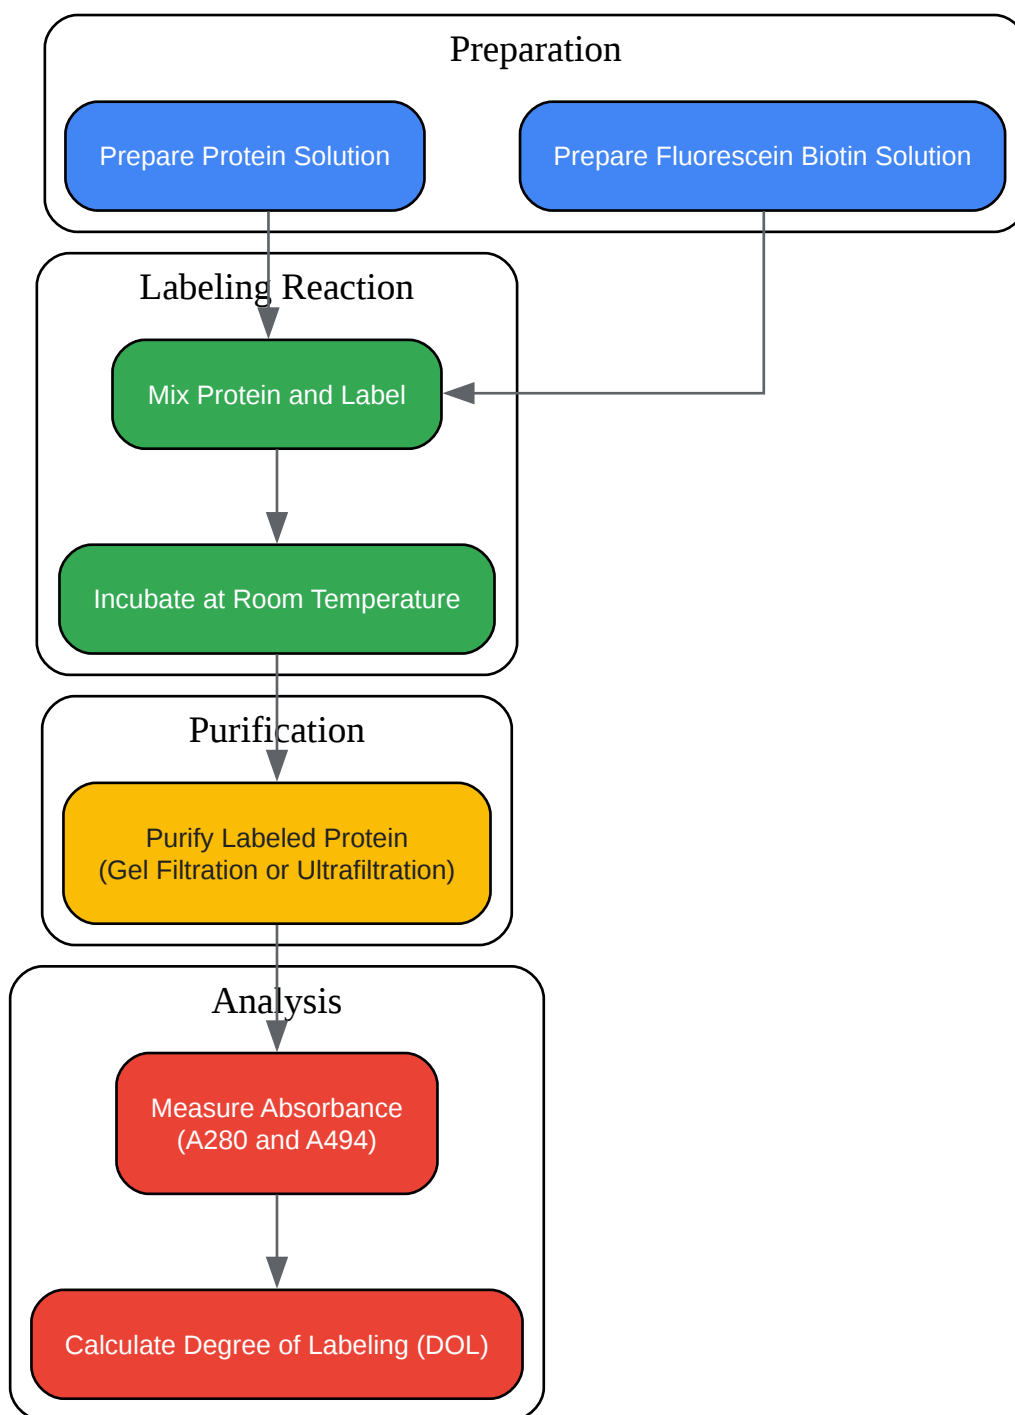 Preparation
Prepare Protein Solution
Prepare Fluorescein Biotin Solution
Labeling Reaction
Mix Protein and Label
Incubate at Room Temperature
Purification
Purify Labeled Protein
(Gel Filtration or Ultrafiltration)
Analysis
Measure Absorbance
(A280 and A494)
Calculate Degree of Labeling (DOL)